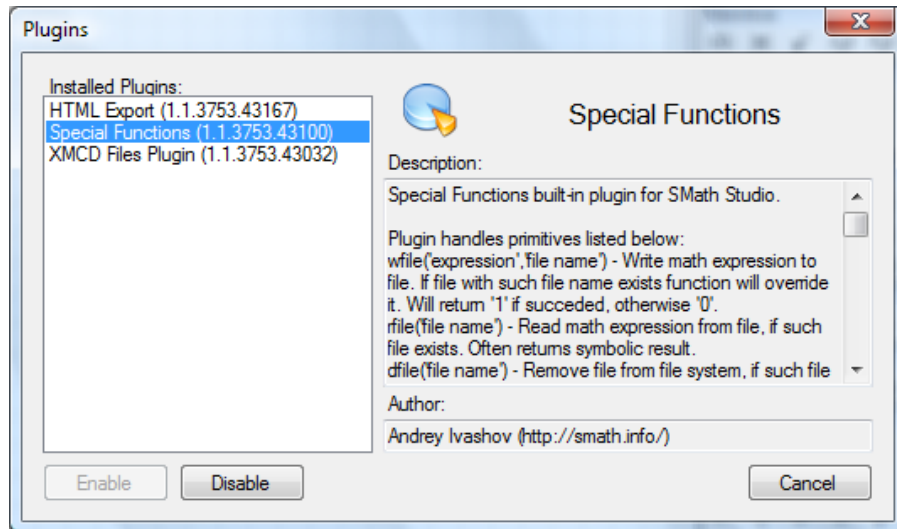 Plugins
Installed Plugins:
HTML Export (1.1.3753.43167)
Special Functions (1.1.3753.43100)
XMCD Files Plugin (1.1.3753.43032)
Special Functions
Description:
Special Functions built-in plugin for SMath Studio.
Plugin handles primitives listed below:
wfile('expression','file name') - Write math expression to
file. If file with such file name exists function will override
it. Will return '1' if succeded, otherwise '0'.
rfile('file name') - Read math expression from file, if such
file exists. Often returns symbolic result.
dfile('file name') - Remove file from file system, if such file
Author:
Andrey Ivashov (http://smath.info/)
Enable
Disable
Cancel